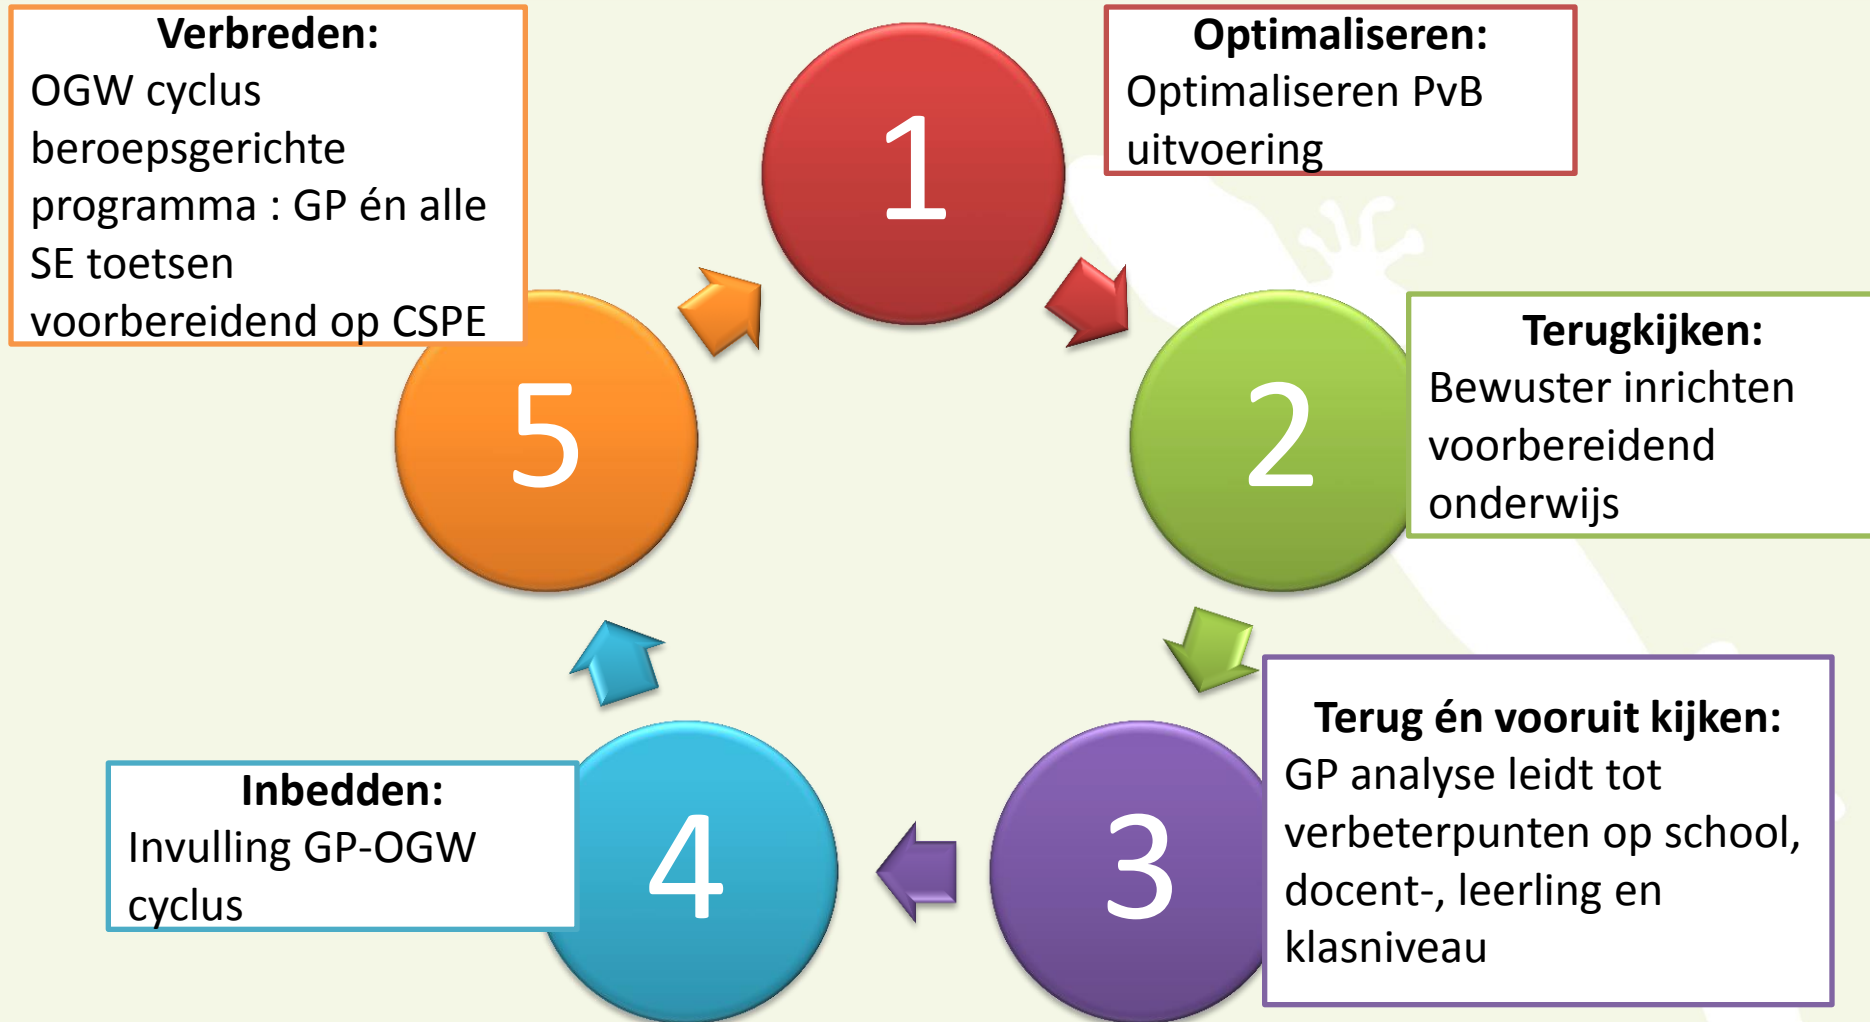 1
Optimaliseren:
Optimaliseren PvB
uitvoering
2
Terugkijken:
Bewuster inrichten
voorbereidend
onderwijs
3
Terug én vooruit kijken:
GP analyse leidt tot
verbeterpunten op school,
docent-, leerling en
klasniveau
4
Inbedden:
Invulling GP-OGW
cyclus
5
Verbreden:
OGW cyclus
beroepsgerichte
programma : GP én alle
SE toetsen
voorbereidend op CSPE